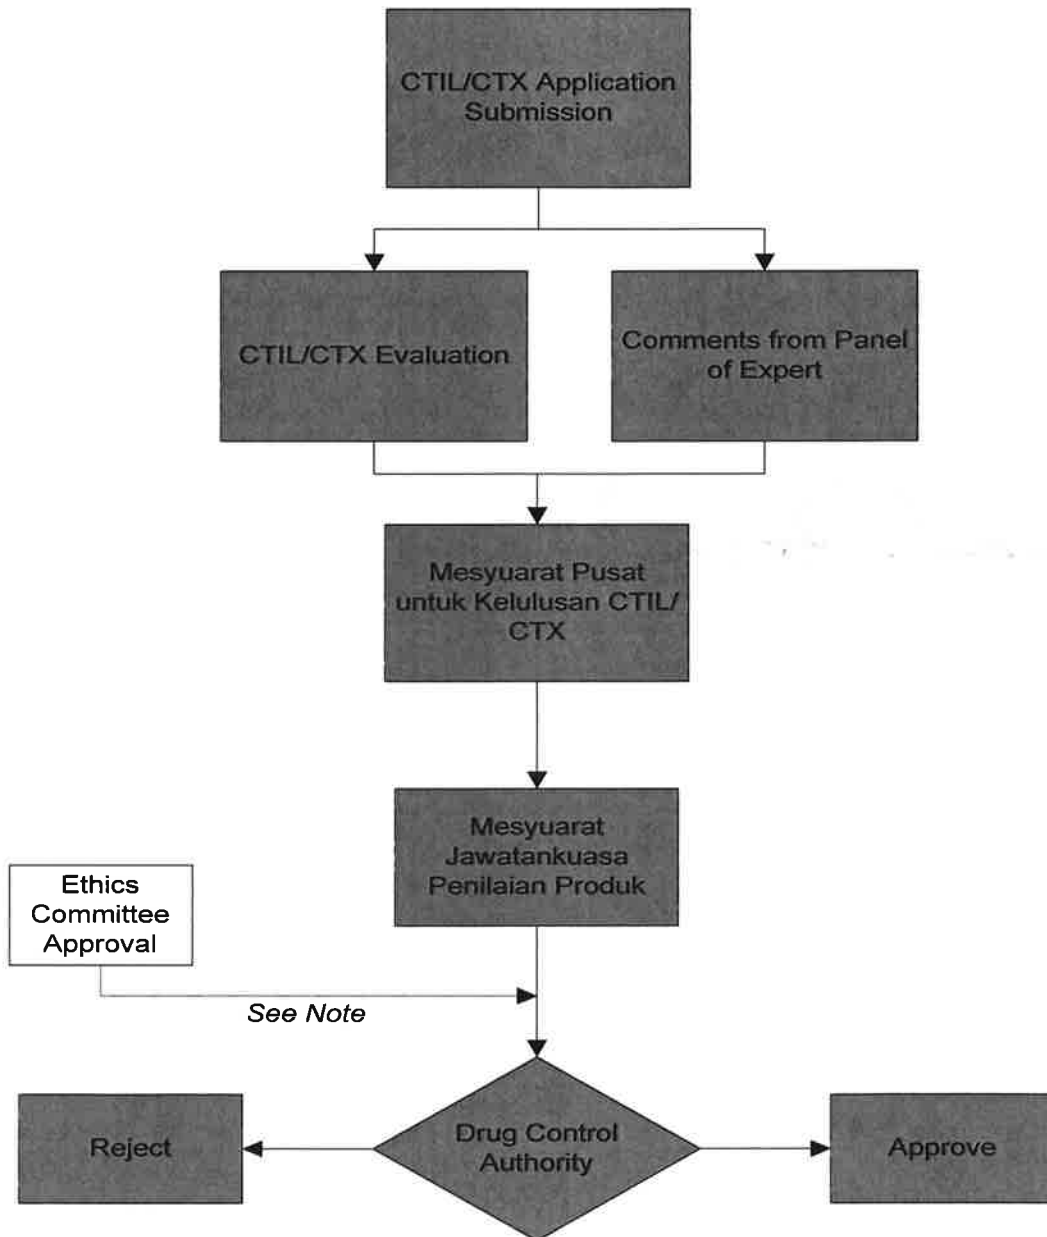 CTIL/CTX Application
Submission
CTIL/CTX Evaluation
Comments from Panel
of Expert
Mesyuarat Pusat
untuk Kelulusan CTIL/
CTX
Mesyuarat
Jawatankuasa
Penilaian Produk
Ethics
Committee
Approval
See Note
Reject
Drug Control
Authority
Approve